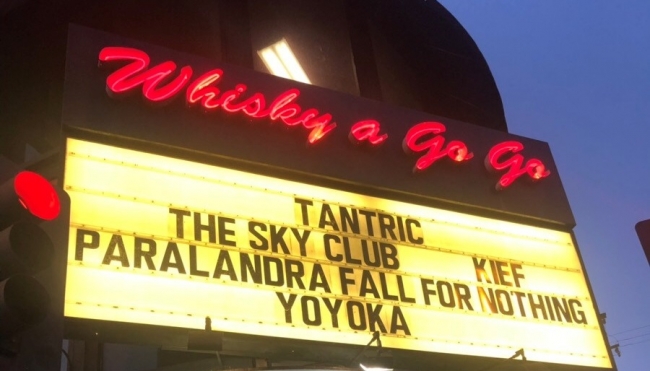 Whisky a Go Go
TANTRIC
THE SKY CLUB KIEF
PARALANDRA FALL FOR NOTHING
YOYOKA